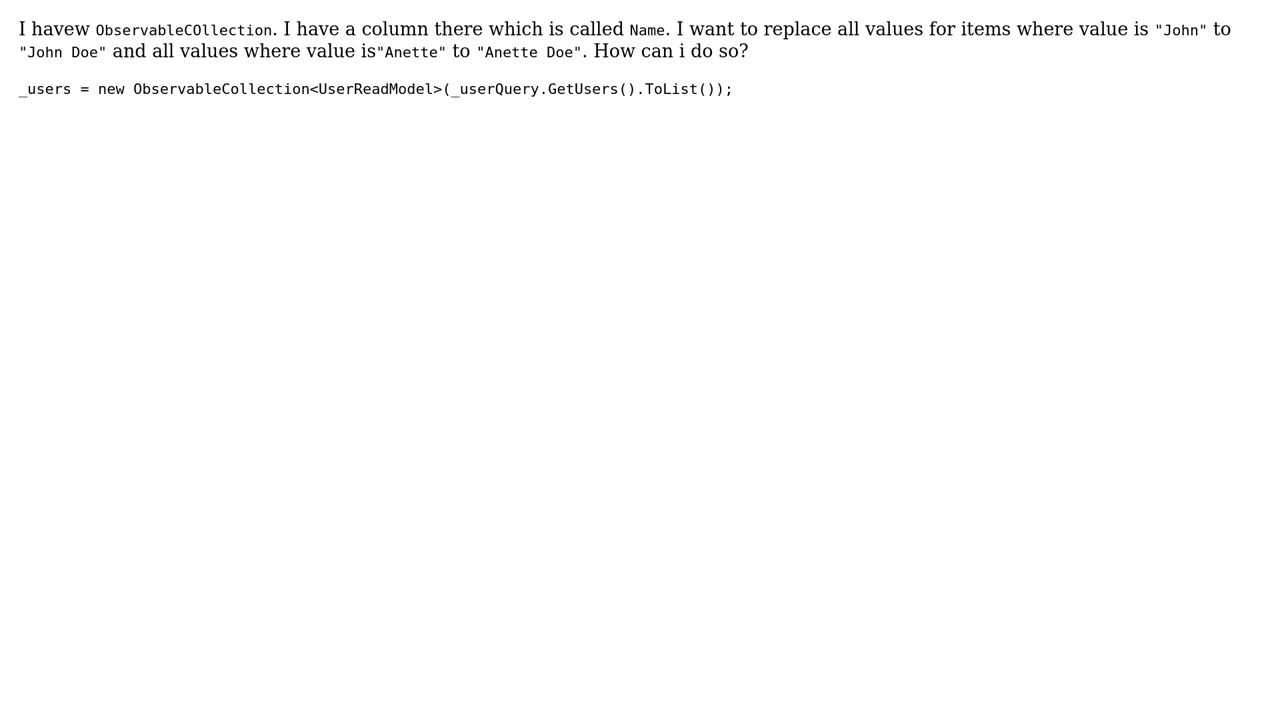 I havew ObservableCOllection. I have a column there which is called Name. I want to replace all values for items where value is "John" to
"John Doe" and all values where value is"Anette" to "Anette Doe". How can i do so?
_users = new ObservableCollection<UserReadModel>(_userQuery.GetUsers().ToList());